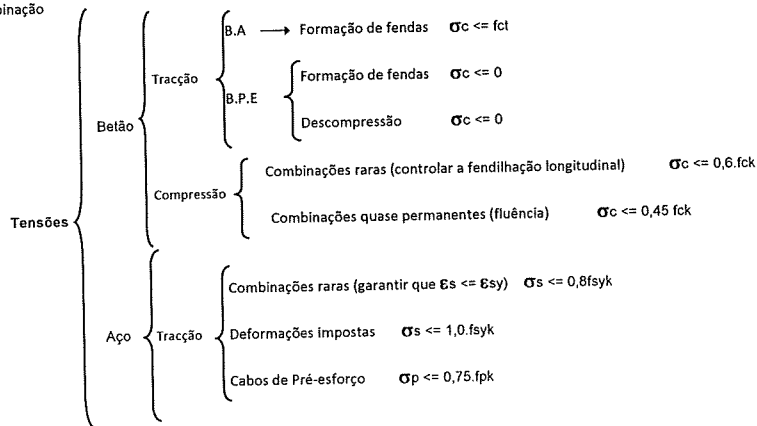 B.A → Formação de fendas σc <= fct
Tracção
Formação de fendas σc <= 0
B.P.E
Betão
Descompressão σc <= 0
Combinações raras (controlar a fendilhação longitudinal) σc <= 0,6.fck
Compressão
Combinações quase permanentes (fluência) σc <= 0,45 fck
Tensões
Combinações raras (garantir que εs <= εsy) σs <= 0,8fsyk
Aço
Tracção
Deformações impostas σs <= 1,0.fsyk
Cabos de Pré-esforço σp <= 0,75.fpk